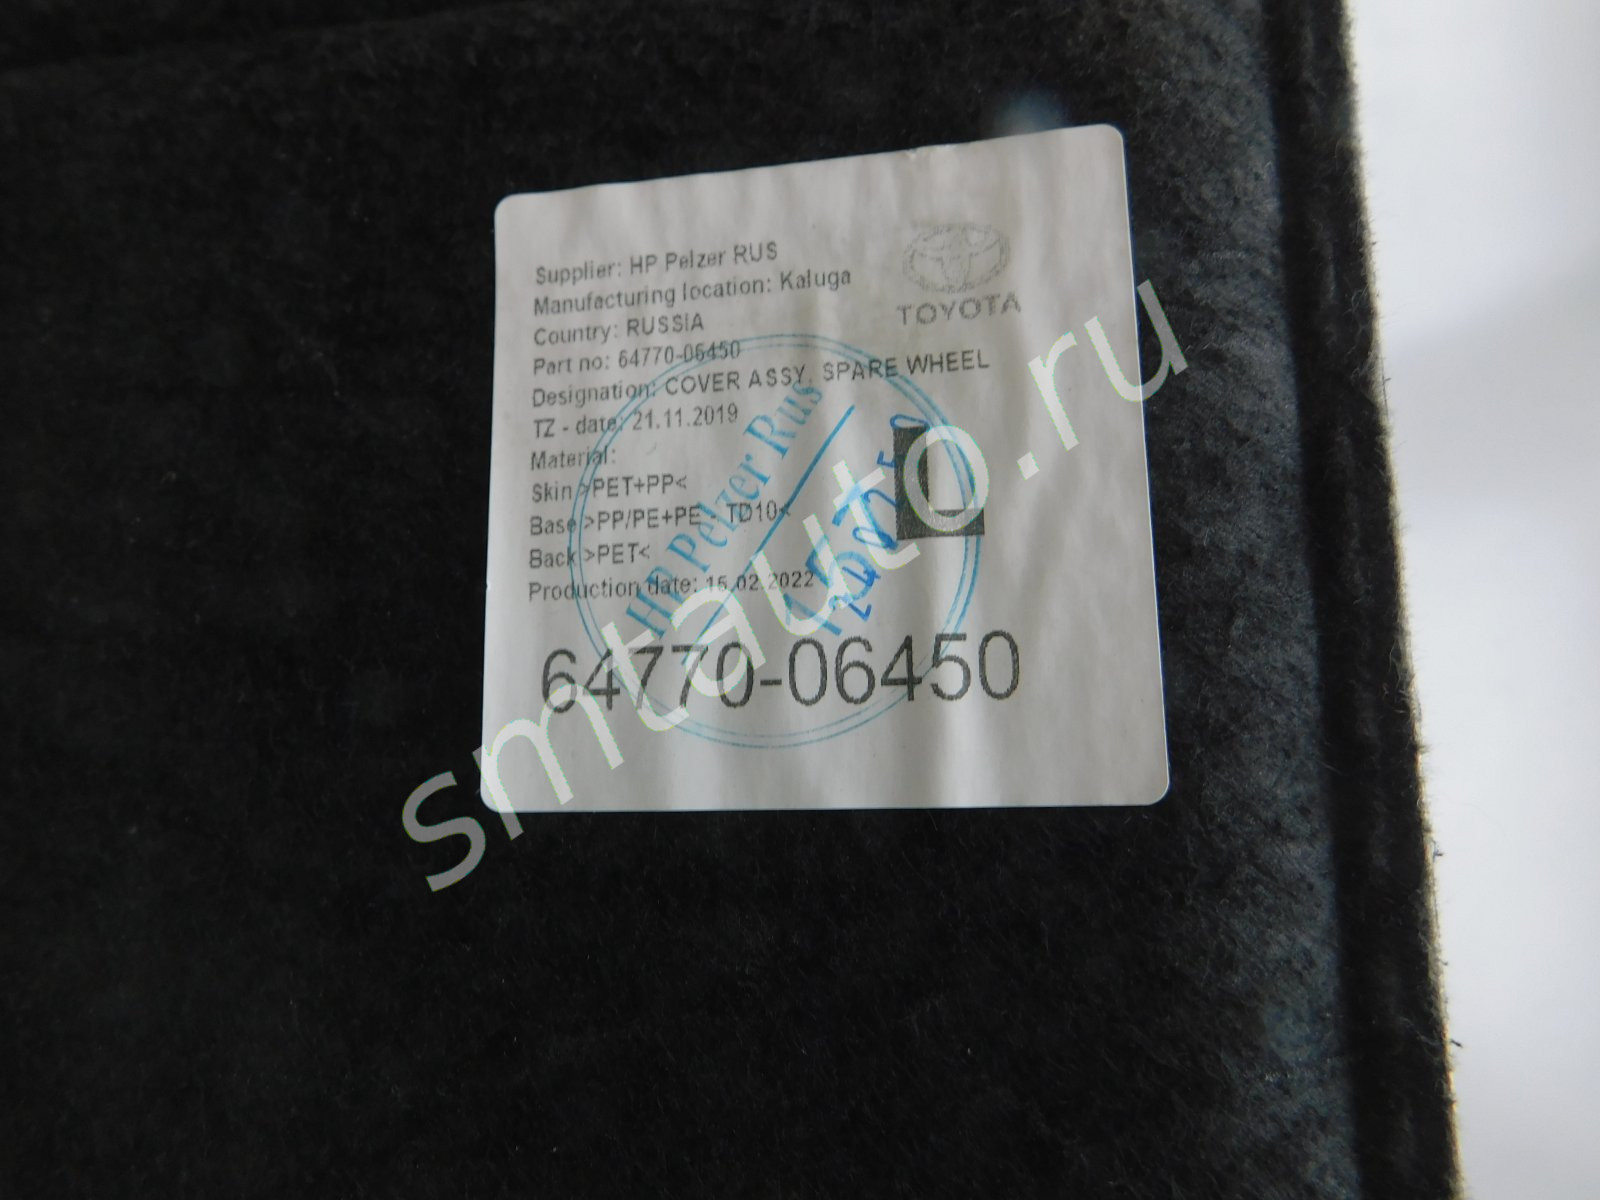 Supplier: HP Pelzer RUS
Manufacturing location: Kaluga
Country: RUSSIA
Part no: 64770-06450
Designation: COVER ASSY, SPARE WHEEL
TZ - date: 21.11.2019
Material:
Skin >PET+PP<
Base >PP/PE+PE- TD10<
Back >PET<
Production date: 15.02.2022
64770-06450
TOYOTA
L
HP Pelzer Rus
smtauto.ru